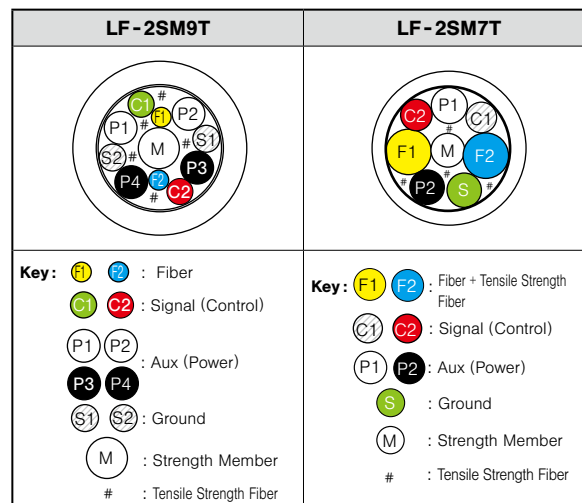 LF-2SM9T
C1 # F1 P2
P1 # # S1
S2 # M P3
P4 F2 C2
#
Key: F1 F2 : Fiber
C1 C2 : Signal (Control)
P1 P2
: Aux (Power)
P3 P4
S1 S2 : Ground
M : Strength Member
# : Tensile Strength Fiber
LF-2SM7T
C2 P1 C1
#
F1 M F2
# P2 # S #
Key: F1 F2 : Fiber + Tensile Strength
Fiber
C1 C2 : Signal (Control)
P1 P2 : Aux (Power)
S : Ground
M : Strength Member
# : Tensile Strength Fiber